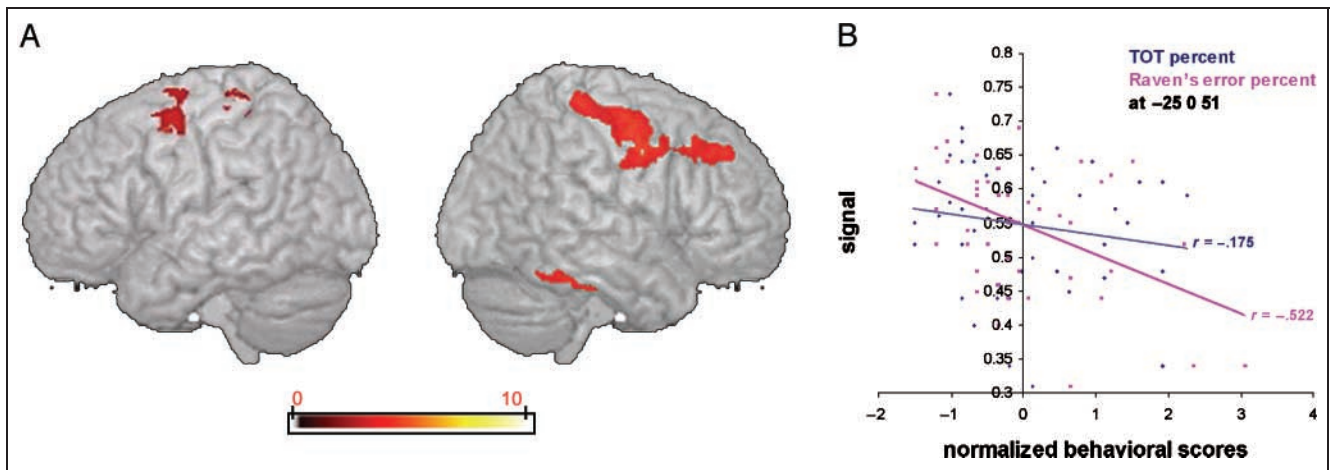 A
0
10
B
TOT percent
Raven's error percent
at –25 0 51
0.8
0.75
0.7
0.65
0.6
0.55
0.5
0.45
0.4
0.35
0.3
signal
r = –.175
r = –.522
–2
–1
0
1
2
3
4
normalized behavioral scores